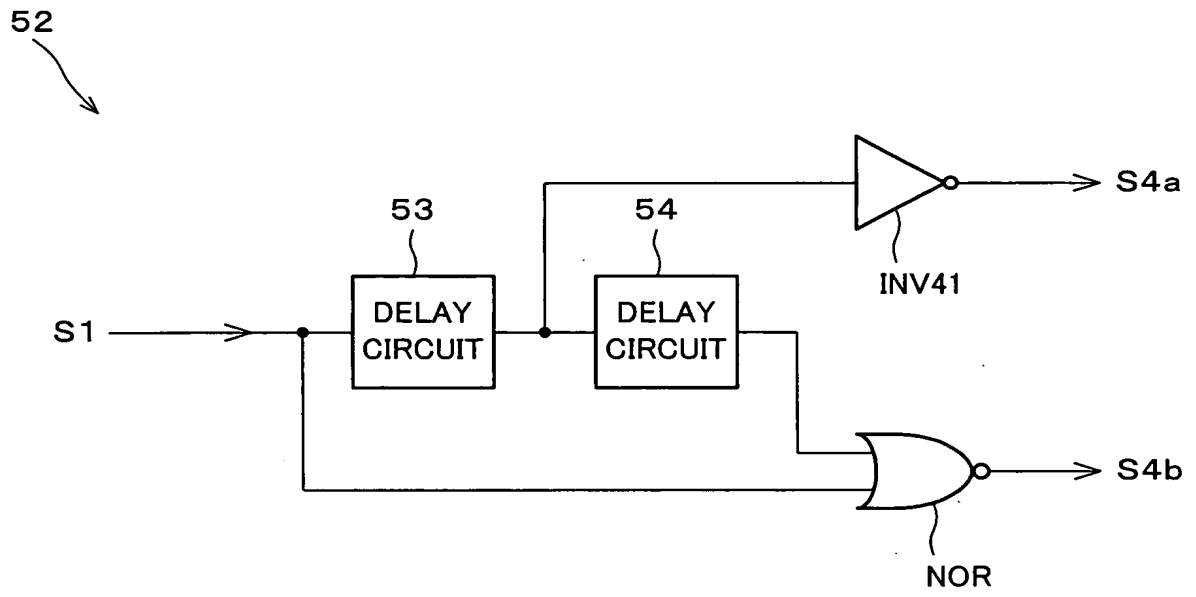 52
S4a
53
54
INV41
DELAY
CIRCUIT
DELAY
CIRCUIT
S1
S4b
NOR